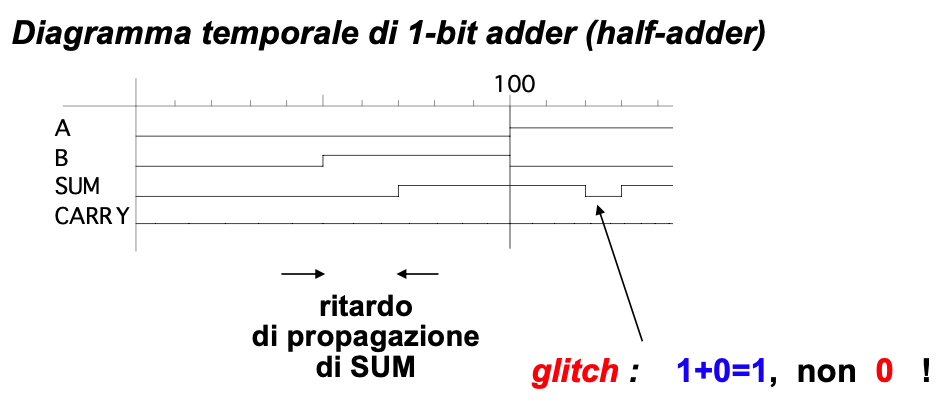 Diagramma temporale di 1-bit adder (half-adder)
100
A
B
SUM
CARRY
ritardo
di propagazione
di SUM
glitch : 1+0=1, non 0 !